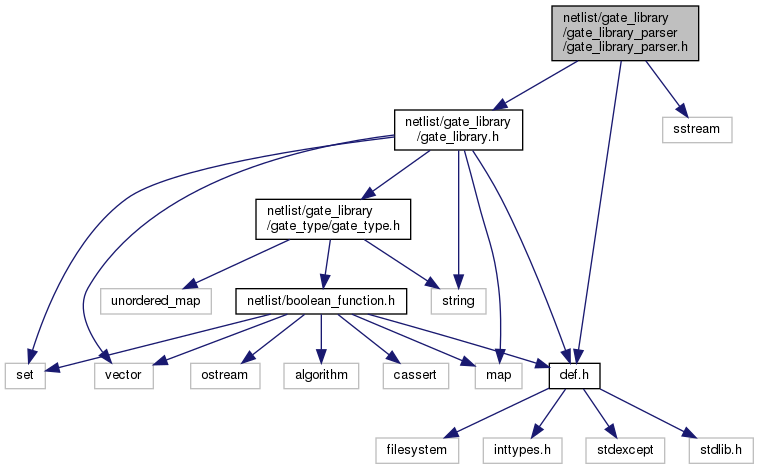 netlist/gate_library
/gate_library_parser
/gate_library_parser.h
netlist/gate_library
/gate_library.h
sstream
netlist/gate_library
/gate_type/gate_type.h
unordered_map
netlist/boolean_function.h
string
set
vector
ostream
algorithm
cassert
map
def.h
filesystem
inttypes.h
stdexcept
stdlib.h